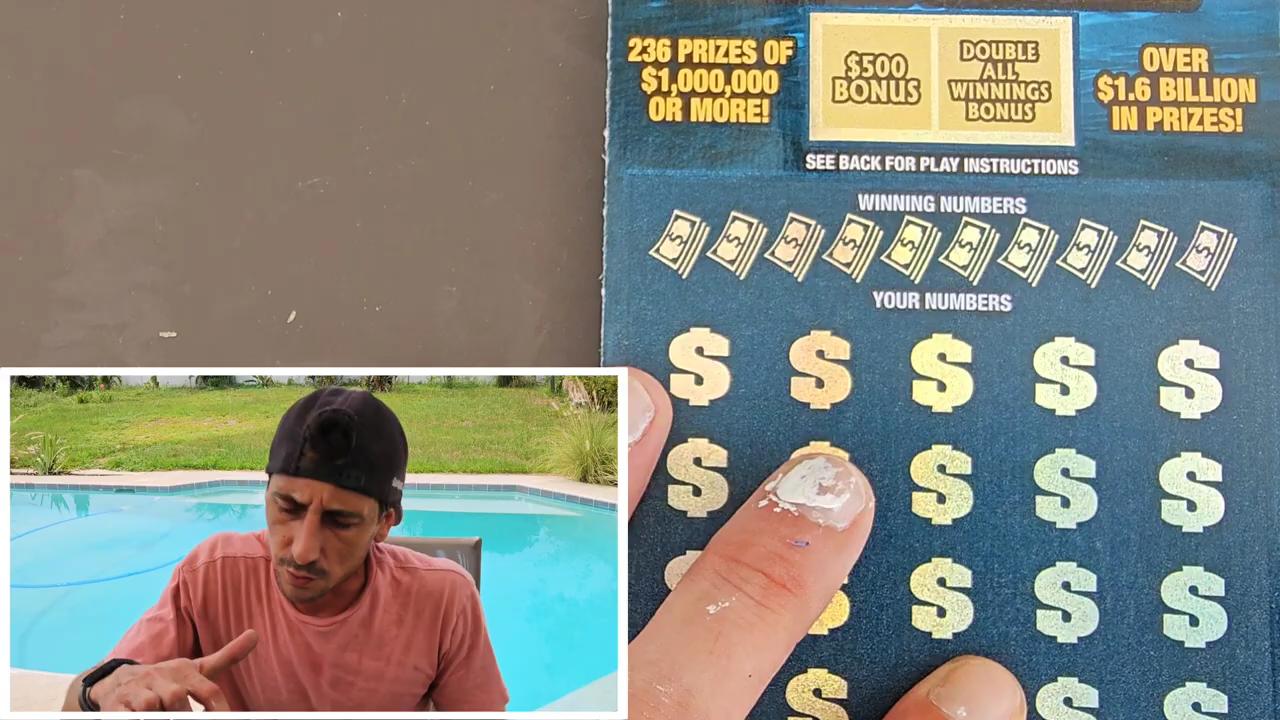 236 PRIZES OF
$1,000,000
OR MORE!
$500
BONUS
DOUBLE
ALL
WINNINGS
BONUS
OVER
$1.6 BILLION
IN PRIZES!
SEE BACK FOR PLAY INSTRUCTIONS
WINNING NUMBERS
$ $ $ $ $ $ $ $ $ $
YOUR NUMBERS
$ $ $ $ $
$ $ $ $ $
$ $ $ $ $
$ $ $